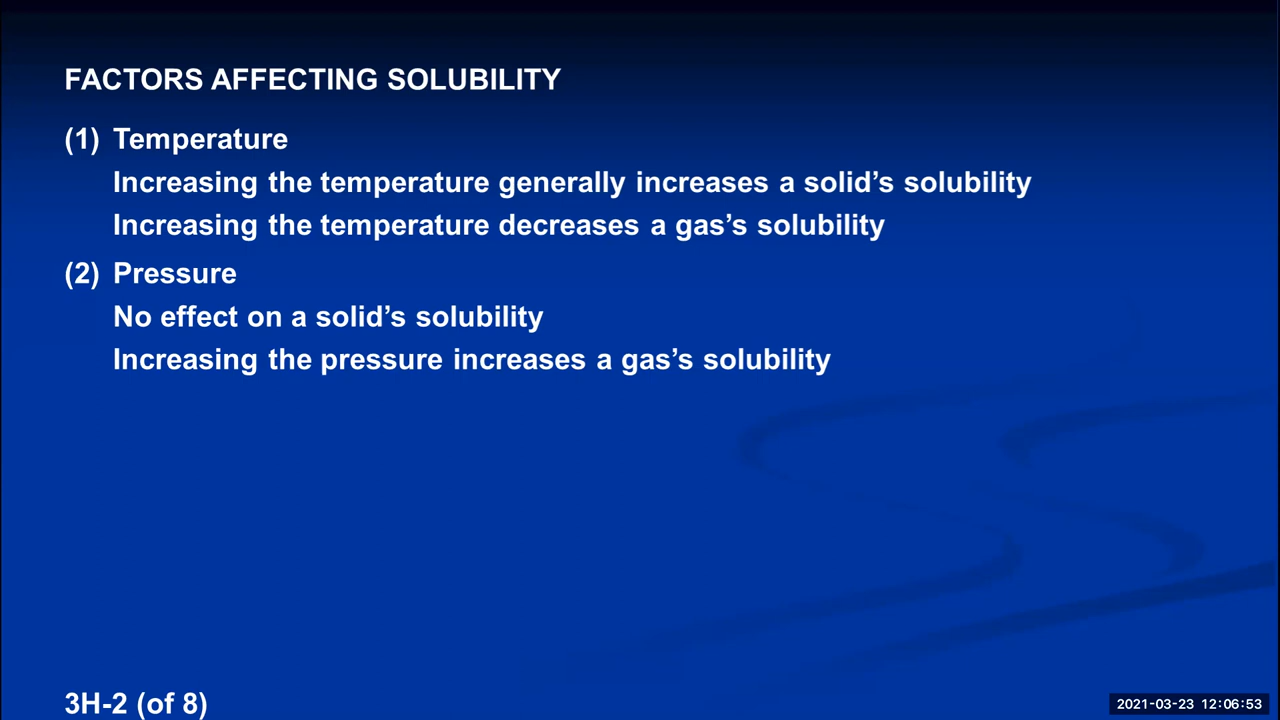 FACTORS AFFECTING SOLUBILITY
(1) Temperature
Increasing the temperature generally increases a solid’s solubility
Increasing the temperature decreases a gas’s solubility
(2) Pressure
No effect on a solid’s solubility
Increasing the pressure increases a gas’s solubility
3H-2 (of 8)
2021-03-23 12:06:53